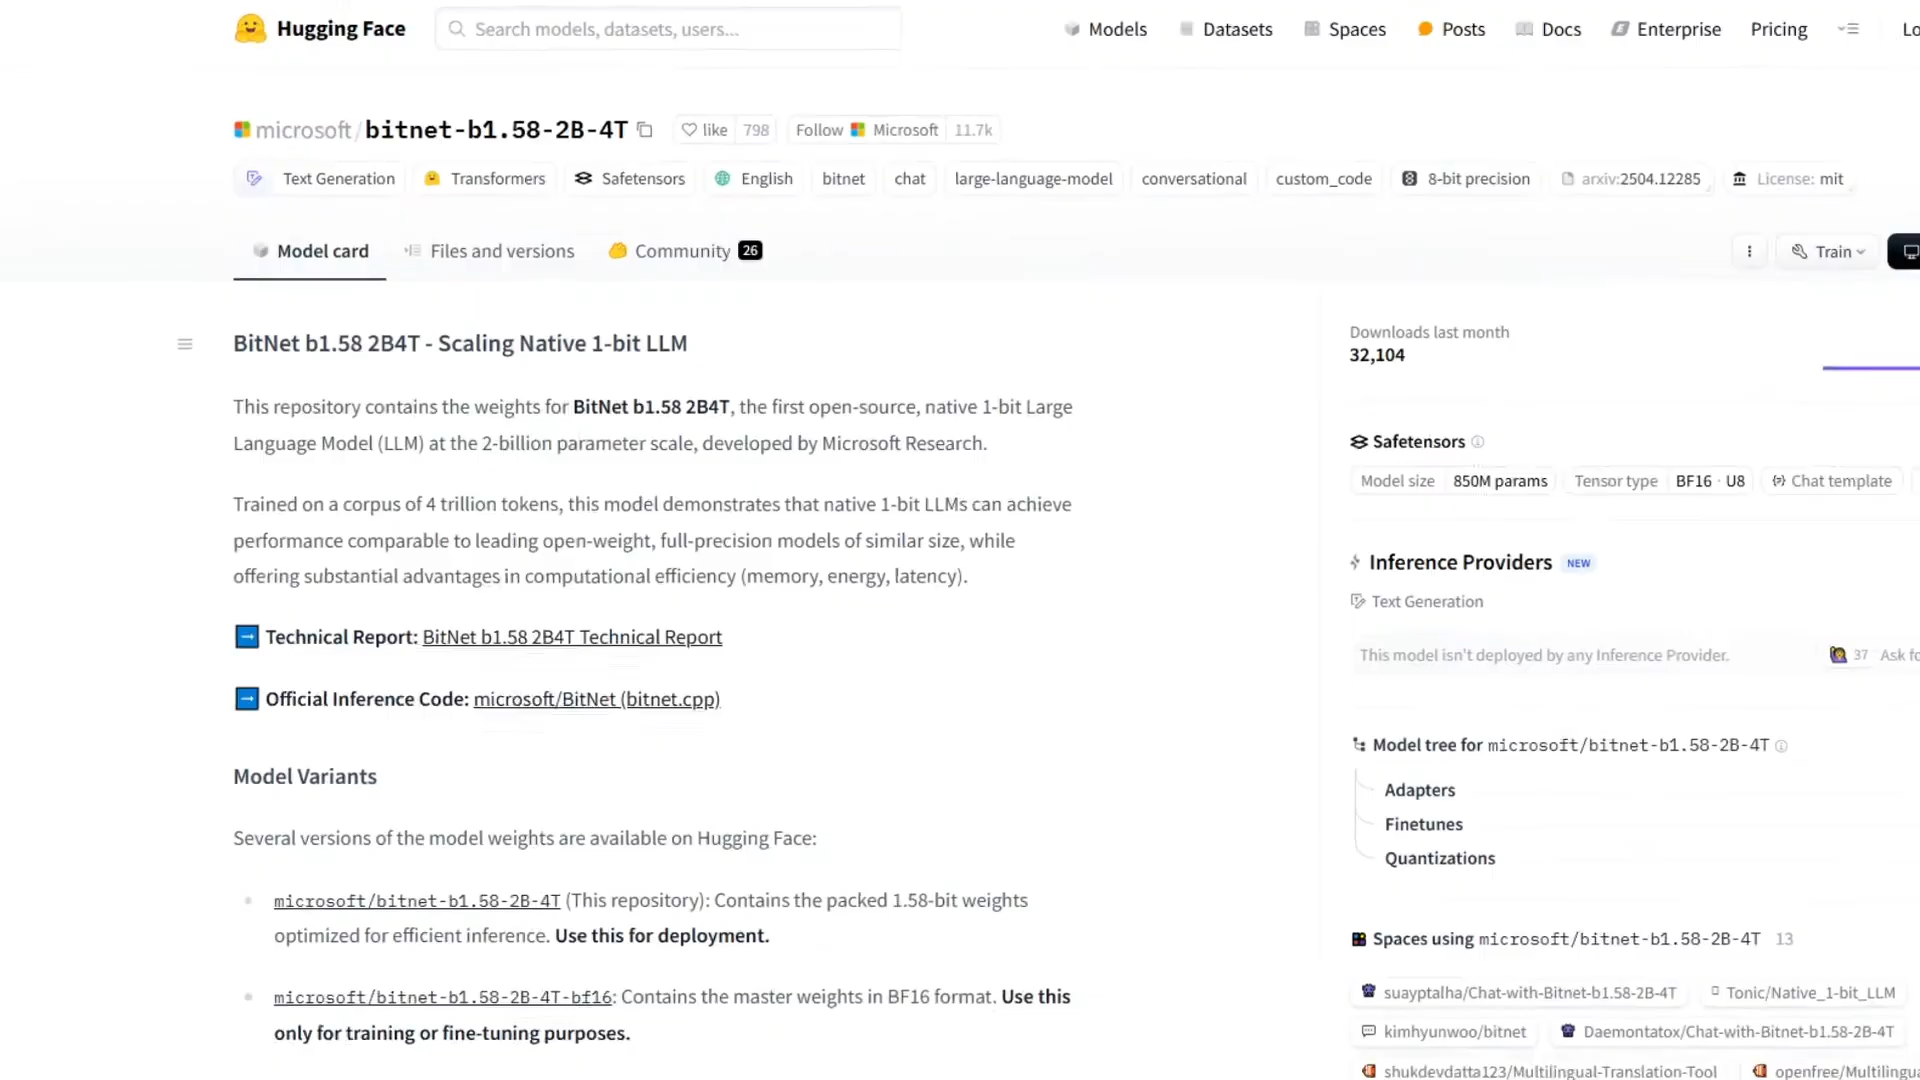 Hugging Face
Search models, datasets, users...
Models
Datasets
Spaces
Posts
Docs
Enterprise
Pricing
microsoft/bitnet-b1.58-2B-4T
like 798
Follow Microsoft 11.7k
Text Generation
Transformers
Safetensors
English
bitnet
chat
large-language-model
conversational
custom_code
8-bit precision
arxiv:2504.12285
License: mit
Model card
Files and versions
Community 26
Train
BitNet b1.58 2B4T - Scaling Native 1-bit LLM
This repository contains the weights for BitNet b1.58 2B4T, the first open-source, native 1-bit Large
Language Model (LLM) at the 2-billion parameter scale, developed by Microsoft Research.
Trained on a corpus of 4 trillion tokens, this model demonstrates that native 1-bit LLMs can achieve
performance comparable to leading open-weight, full-precision models of similar size, while
offering substantial advantages in computational efficiency (memory, energy, latency).
Technical Report: BitNet b1.58 2B4T Technical Report
Official Inference Code: microsoft/BitNet (bitnet.cpp)
Model Variants
Several versions of the model weights are available on Hugging Face:
microsoft/bitnet-b1.58-2B-4T (This repository): Contains the packed 1.58-bit weights
optimized for efficient inference. Use this for deployment.
microsoft/bitnet-b1.58-2B-4T-bf16: Contains the master weights in BF16 format. Use this
only for training or fine-tuning purposes.
Downloads last month
32,104
Safetensors
Model size 850M params
Tensor type BF16 · U8
Chat template
Inference Providers NEW
Text Generation
This model isn't deployed by any Inference Provider.
37 Ask
Model tree for microsoft/bitnet-b1.58-2B-4T
Adapters
Finetunes
Quantizations
Spaces using microsoft/bitnet-b1.58-2B-4T 13
suayptalha/Chat-with-Bitnet-b1.58-2B-4T
Tonic/Native_1-bit_LLM
kimhyunwoo/bitnet
Daemontatox/Chat-with-Bitnet-b1.58-2B-4T
shukdevdatta123/Multilingual-Translation-Tool